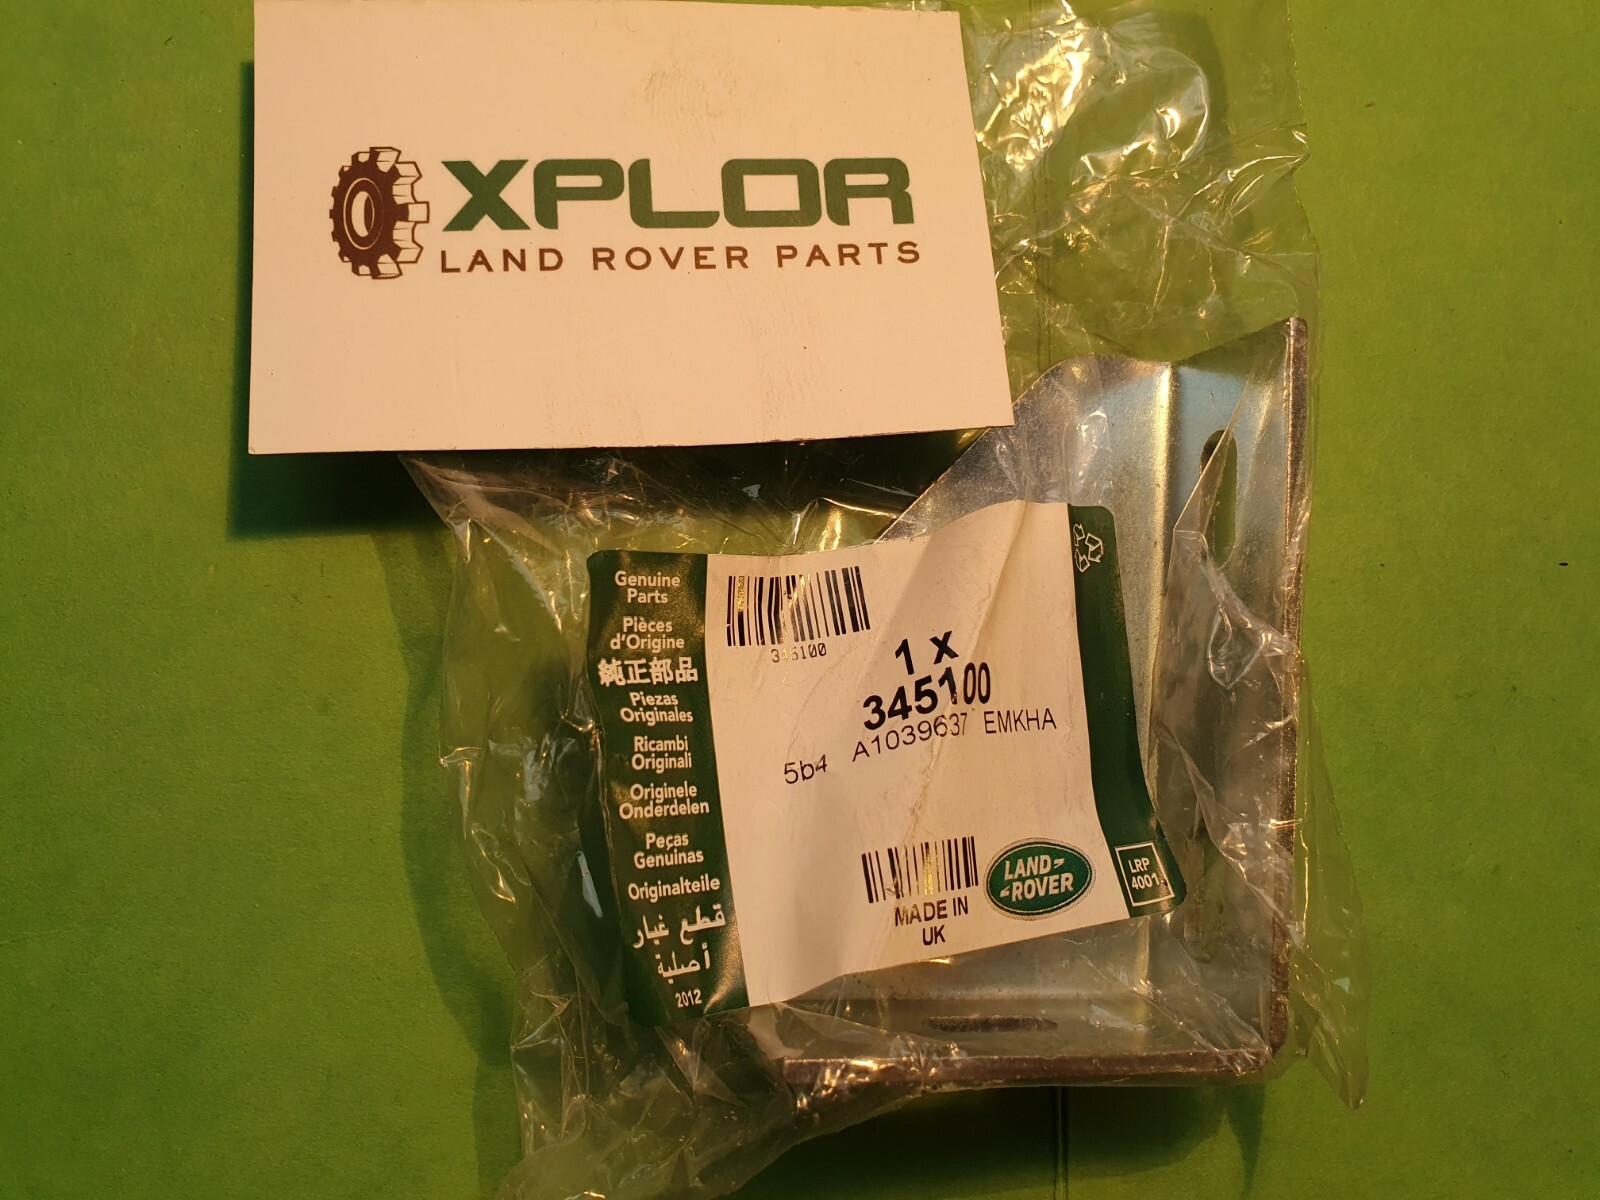 XPLOR
LAND ROVER PARTS
Genuine
Parts
Pièces
d'Origine
純正部品
Piezas
Originales
Ricambi
Originali
Originele
Onderdelen
Peças
Genuinas
Originalteile
قطع غيار
أصلية
2012
345100
1 x
345100
5b4 A1039637 EMKHA
MADE IN
UK
LAND-
-ROVER
LRP
4001